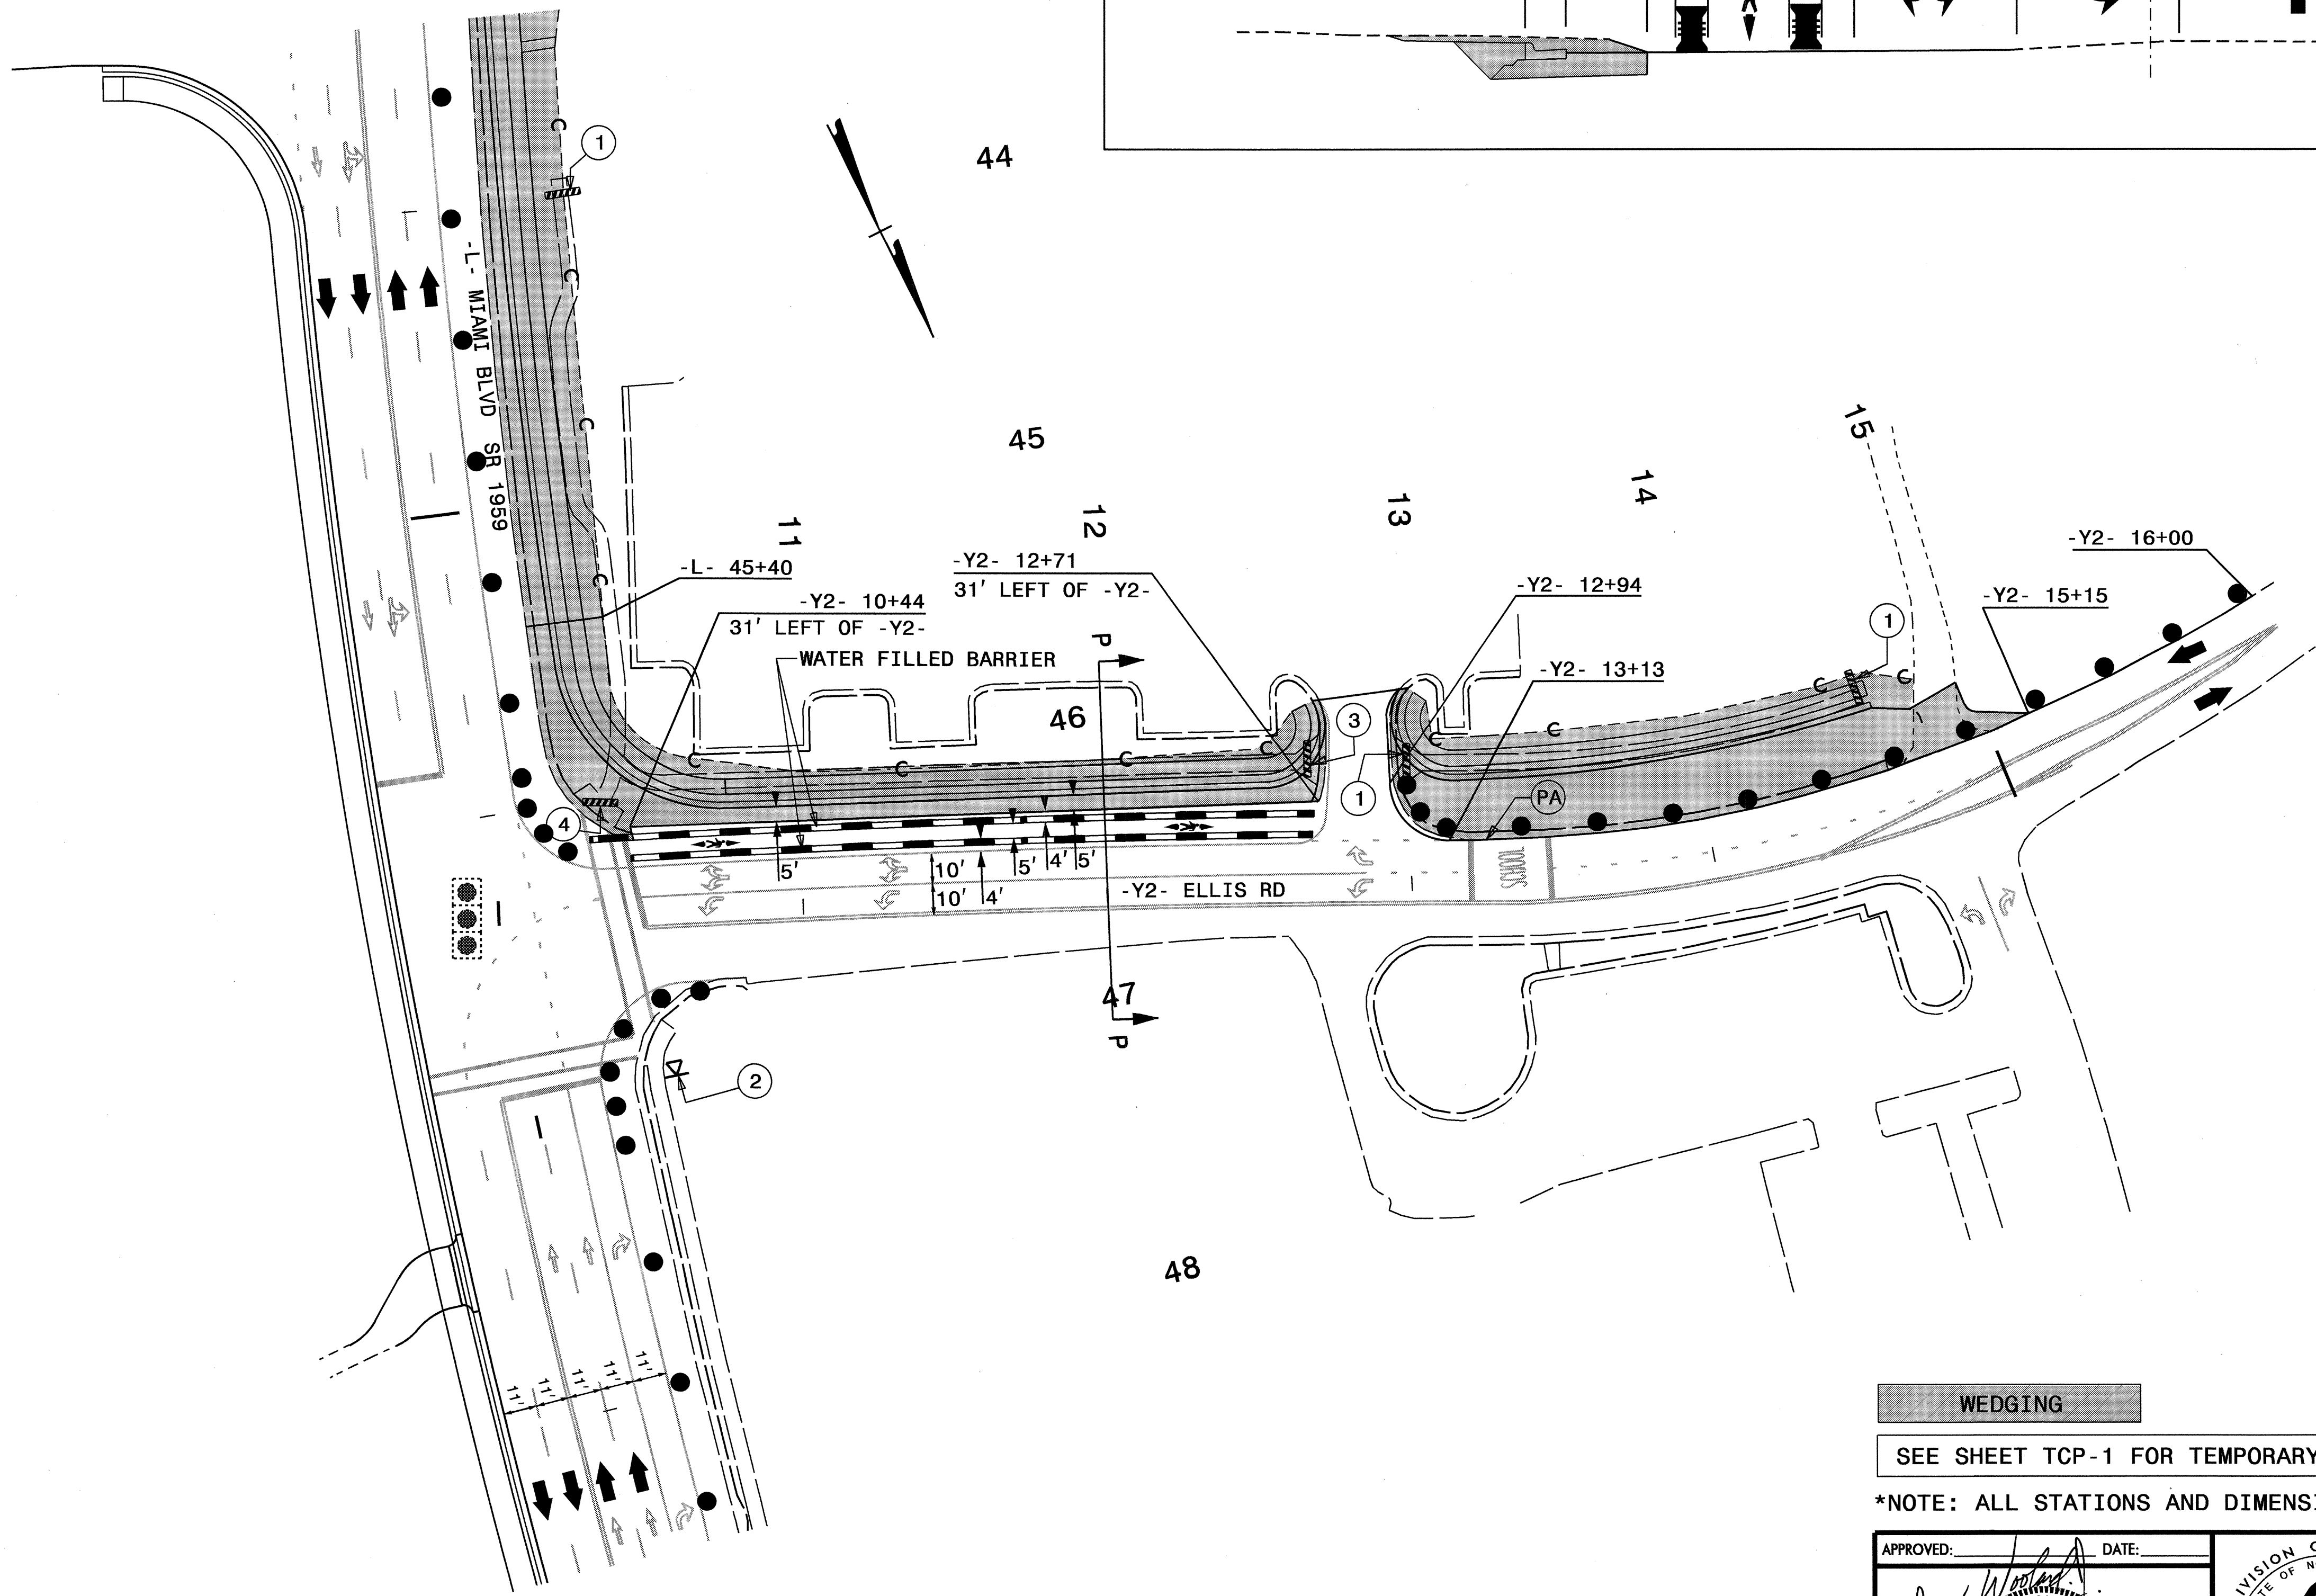 44
1
-L- MIAMI BLVD SR 1959
45
15
14
13
12
11
-Y2- 16+00
-L- 45+40
-Y2- 12+71
31' LEFT OF -Y2-
-Y2- 12+94
-Y2- 15+15
-Y2- 10+44
31' LEFT OF -Y2-
1
P
WATER FILLED BARRIER
-Y2- 13+13
C
C
C
C
C
C
C
C
C
C
C
C
46
3
1
PA
4
5'
10'
10'
4'
5'
4'
5'
SCHOOL
-Y2- ELLIS RD
47
P
2
48
11'
11'
11'
11'
11'
WEDGING
SEE SHEET TCP-1 FOR TEMPORARY
*NOTE: ALL STATIONS AND DIMENSI
APPROVED: DATE: